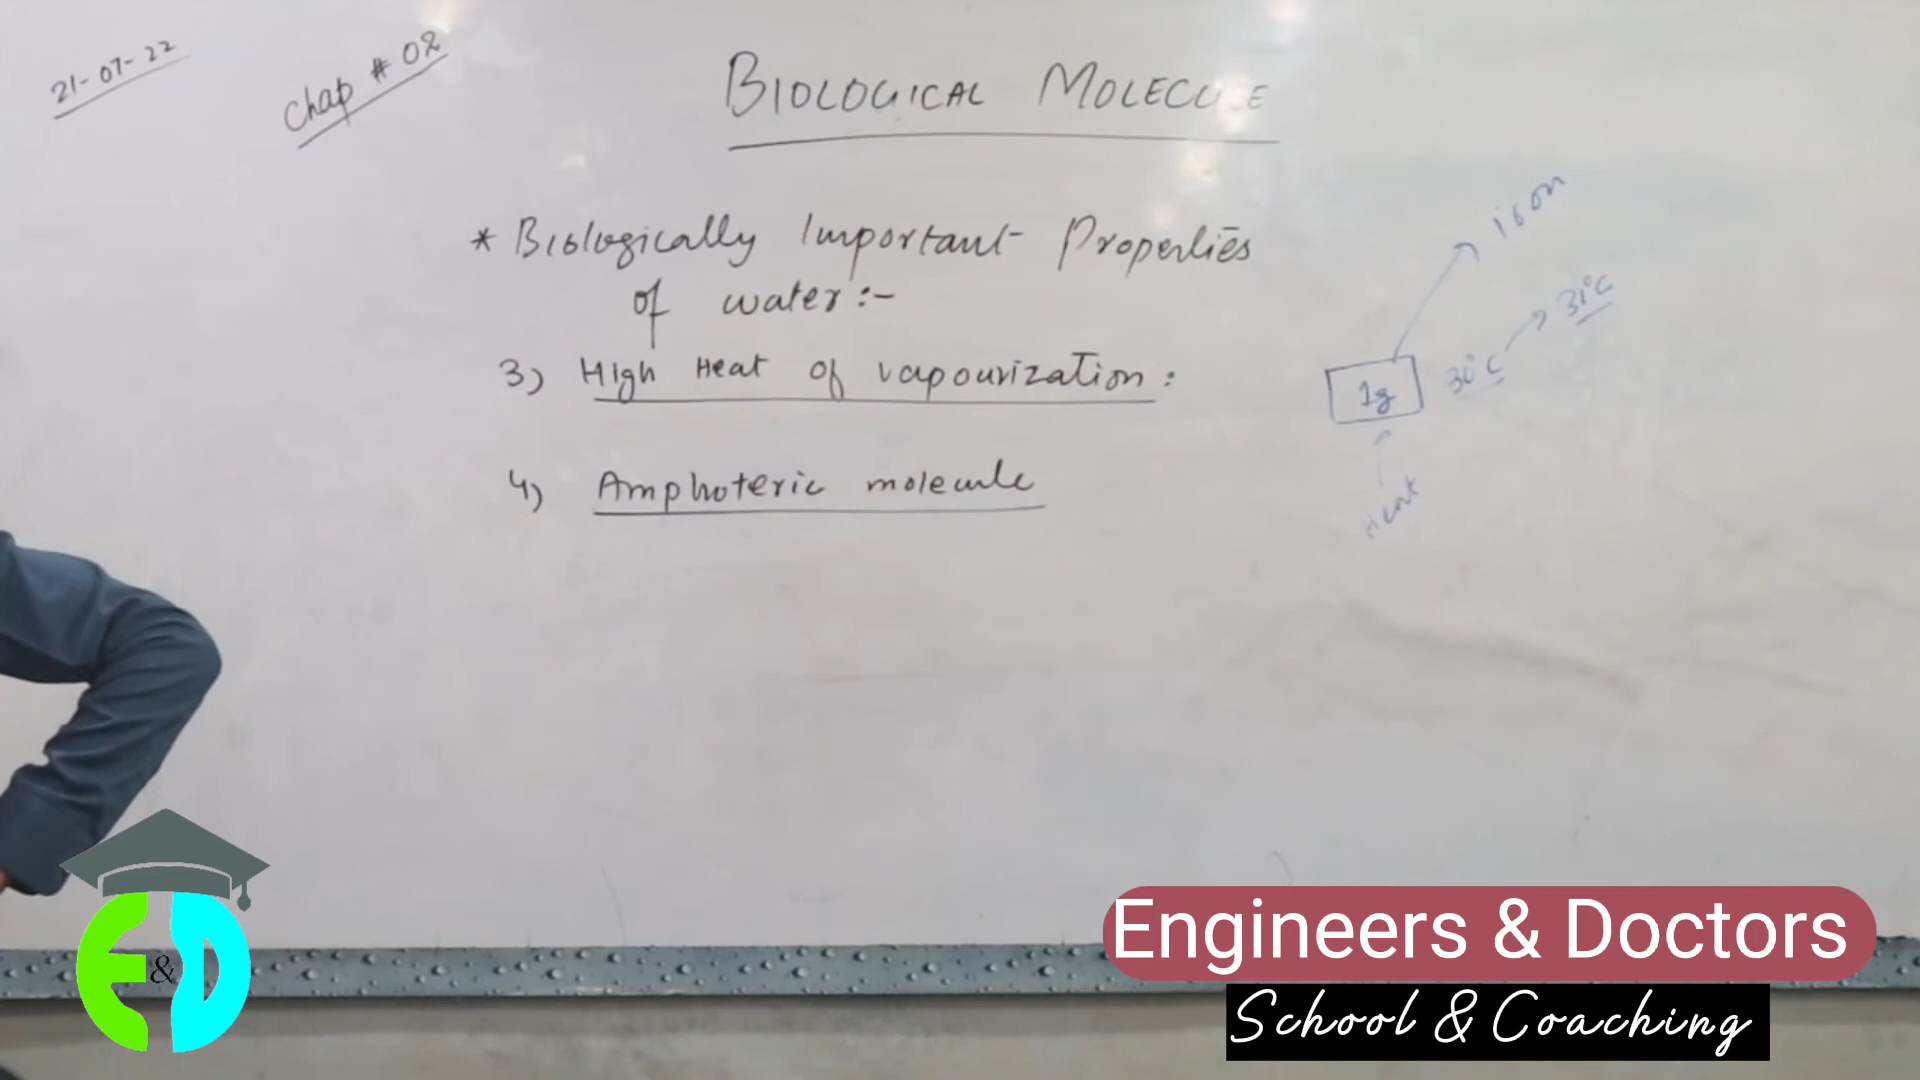 21-07-22
Chap # 02
BIOLOGICAL MOLECULE
* Biologically Important Properties
of water :-
3) High Heat of vapourization :
4) Amphoteric molecule
30°C
31°C
1g
Heat
E&D
Engineers & Doctors
School & Coaching